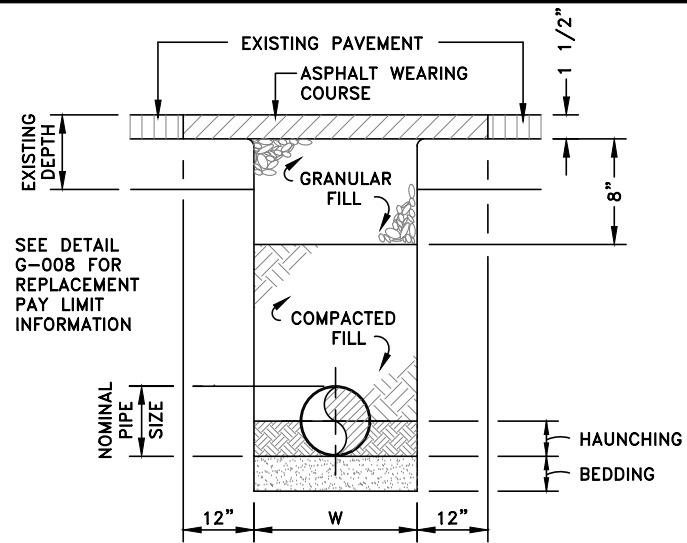 EXISTING PAVEMENT
1 1/2”
ASPHALT WEARING
COURSE
EXISTING
DEPTH
GRANULAR
FILL
8”
SEE DETAIL
G-008 FOR
REPLACEMENT
PAY LIMIT
INFORMATION
COMPACTED
FILL
NOMINAL
PIPE
SIZE
HAUNCHING
BEDDING
12”
W
12”